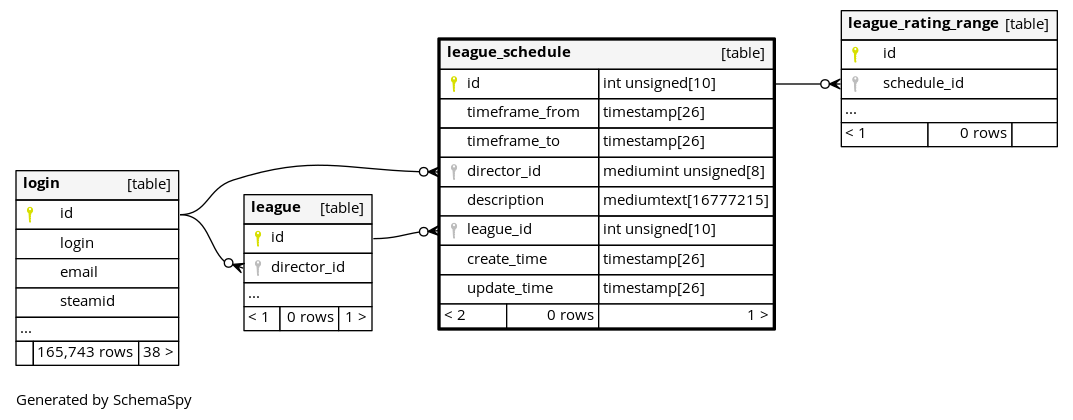 league_rating_range [table]
id
schedule_id
...
< 1 0 rows
league_schedule [table]
id int unsigned[10]
timeframe_from timestamp[26]
timeframe_to timestamp[26]
director_id mediumint unsigned[8]
description mediumtext[16777215]
league_id int unsigned[10]
create_time timestamp[26]
update_time timestamp[26]
< 2 0 rows 1 >
login [table]
id
login
email
steamid
...
165,743 rows 38 >
league [table]
id
director_id
...
< 1 0 rows 1 >
Generated by SchemaSpy